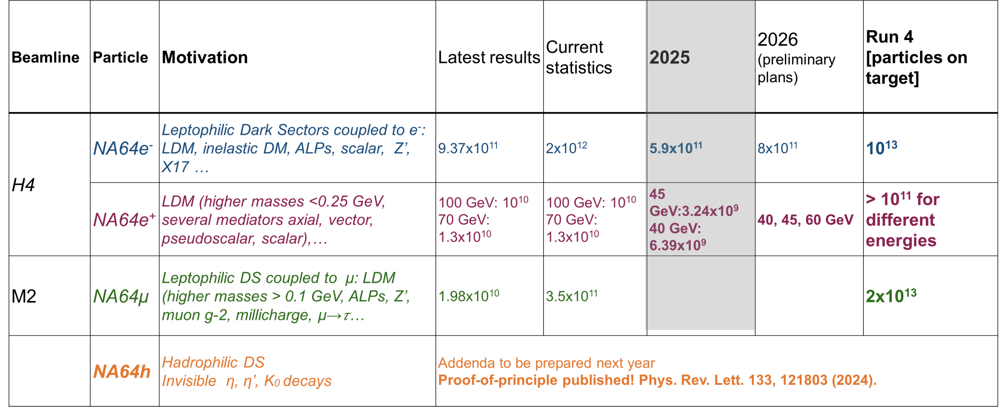 Beamline
Particle
Motivation
Latest results
Current
statistics
2025
2026
(preliminary
plans)
Run 4
[particles on
target]
H4
NA64e⁻
Leptophilic Dark Sectors coupled to e⁻:
LDM, inelastic DM, ALPs, scalar, Z’,
X17 …
9.37x10¹¹
2x10¹²
5.9x10¹¹
8x10¹¹
10¹³
NA64e⁺
LDM (higher masses <0.25 GeV,
several mediators axial, vector,
pseudoscalar, scalar),…
100 GeV: 10¹⁰
70 GeV:
1.3x10¹⁰
100 GeV: 10¹⁰
70 GeV:
1.3x10¹⁰
45
GeV:3.24x10⁹
40 GeV:
6.39x10⁹
40, 45, 60 GeV
> 10¹¹ for
different
energies
M2
NA64μ
Leptophilic DS coupled to μ: LDM
(higher masses > 0.1 GeV, ALPs, Z’,
muon g-2, millicharge, μ→τ…
1.98x10¹⁰
3.5x10¹¹
2x10¹³
NA64h
Hadrophilic DS
Invisible η, η’, K₀ decays
Addenda to be prepared next year
Proof-of-principle published! Phys. Rev. Lett. 133, 121803 (2024).